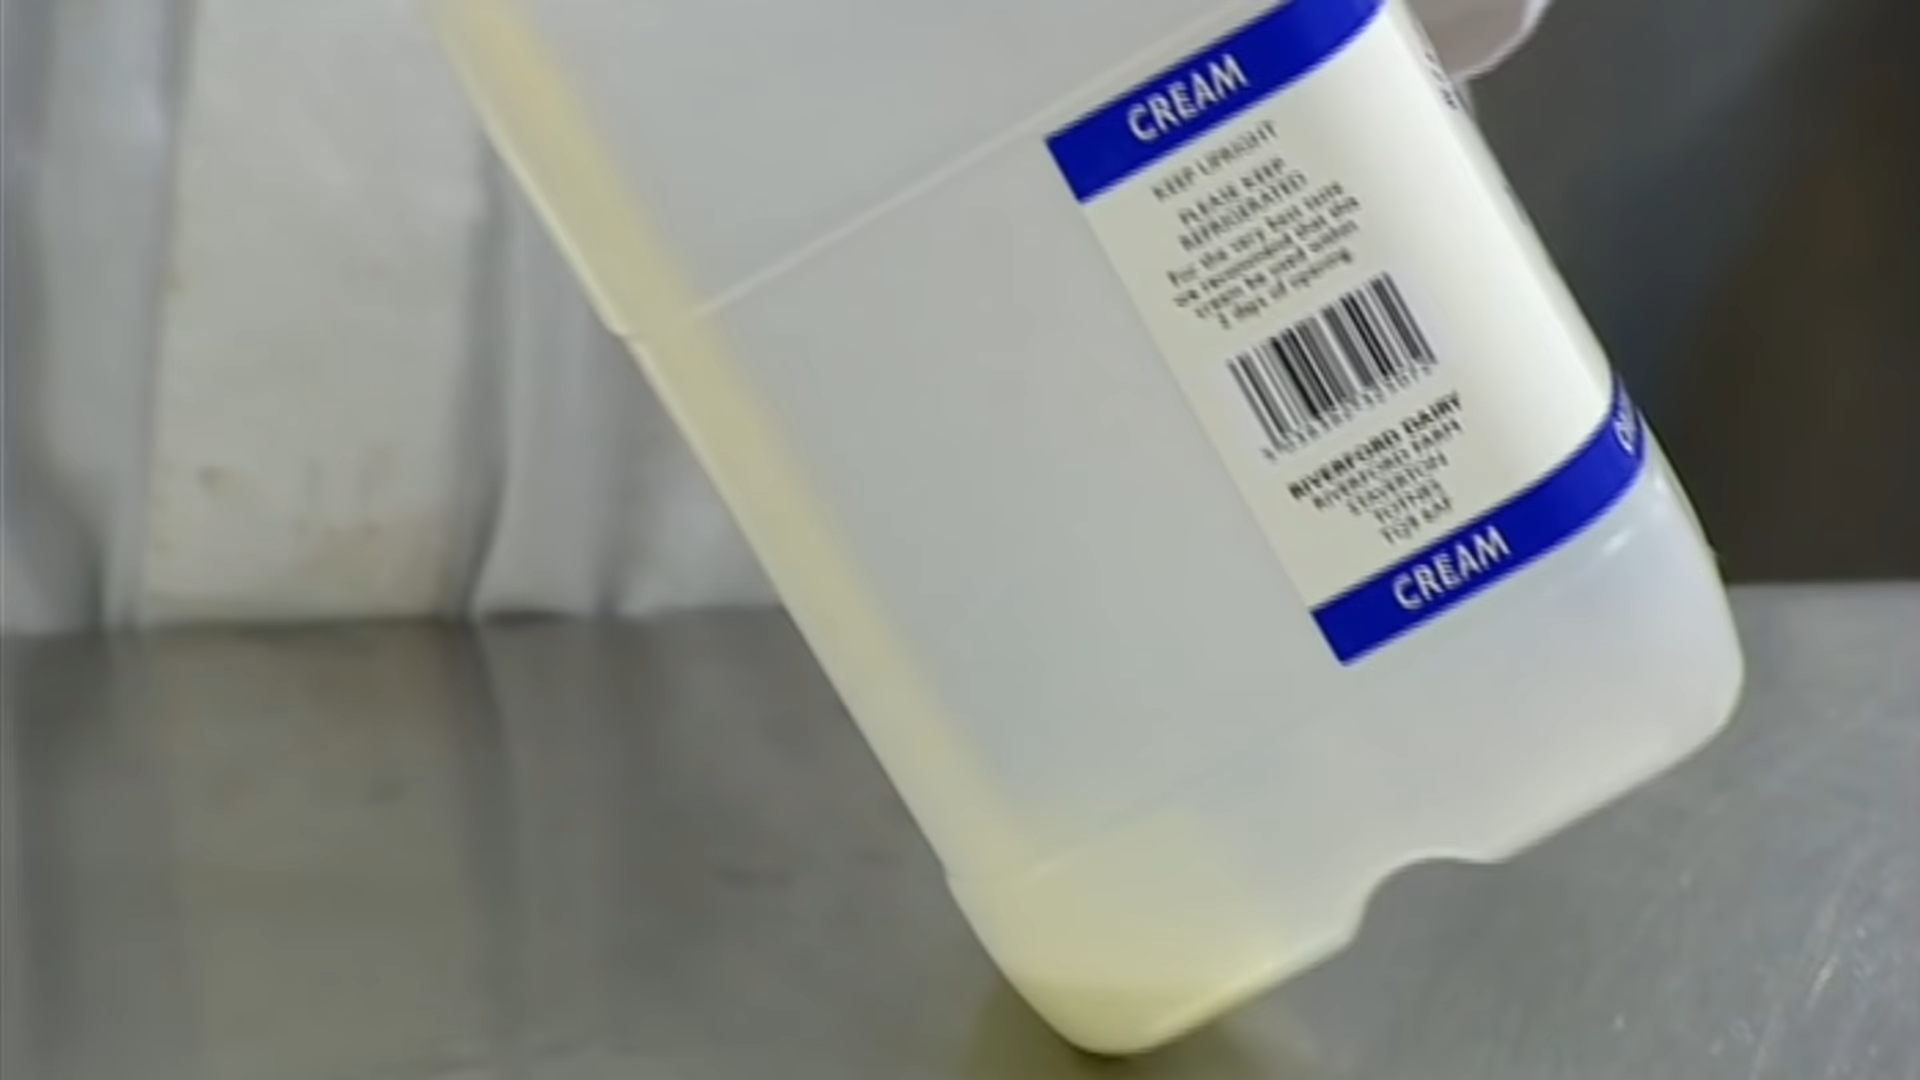 CREAM
KEEP UPRIGHT
PLEASE KEEP
REFRIGERATED
For the very best taste
we recommend that the
cream be used within
2 days of opening
RIVERFORD DAIRY
RIVERFORD FARM
STAVERTON
TOTNES
TQ9 6AF
CREAM